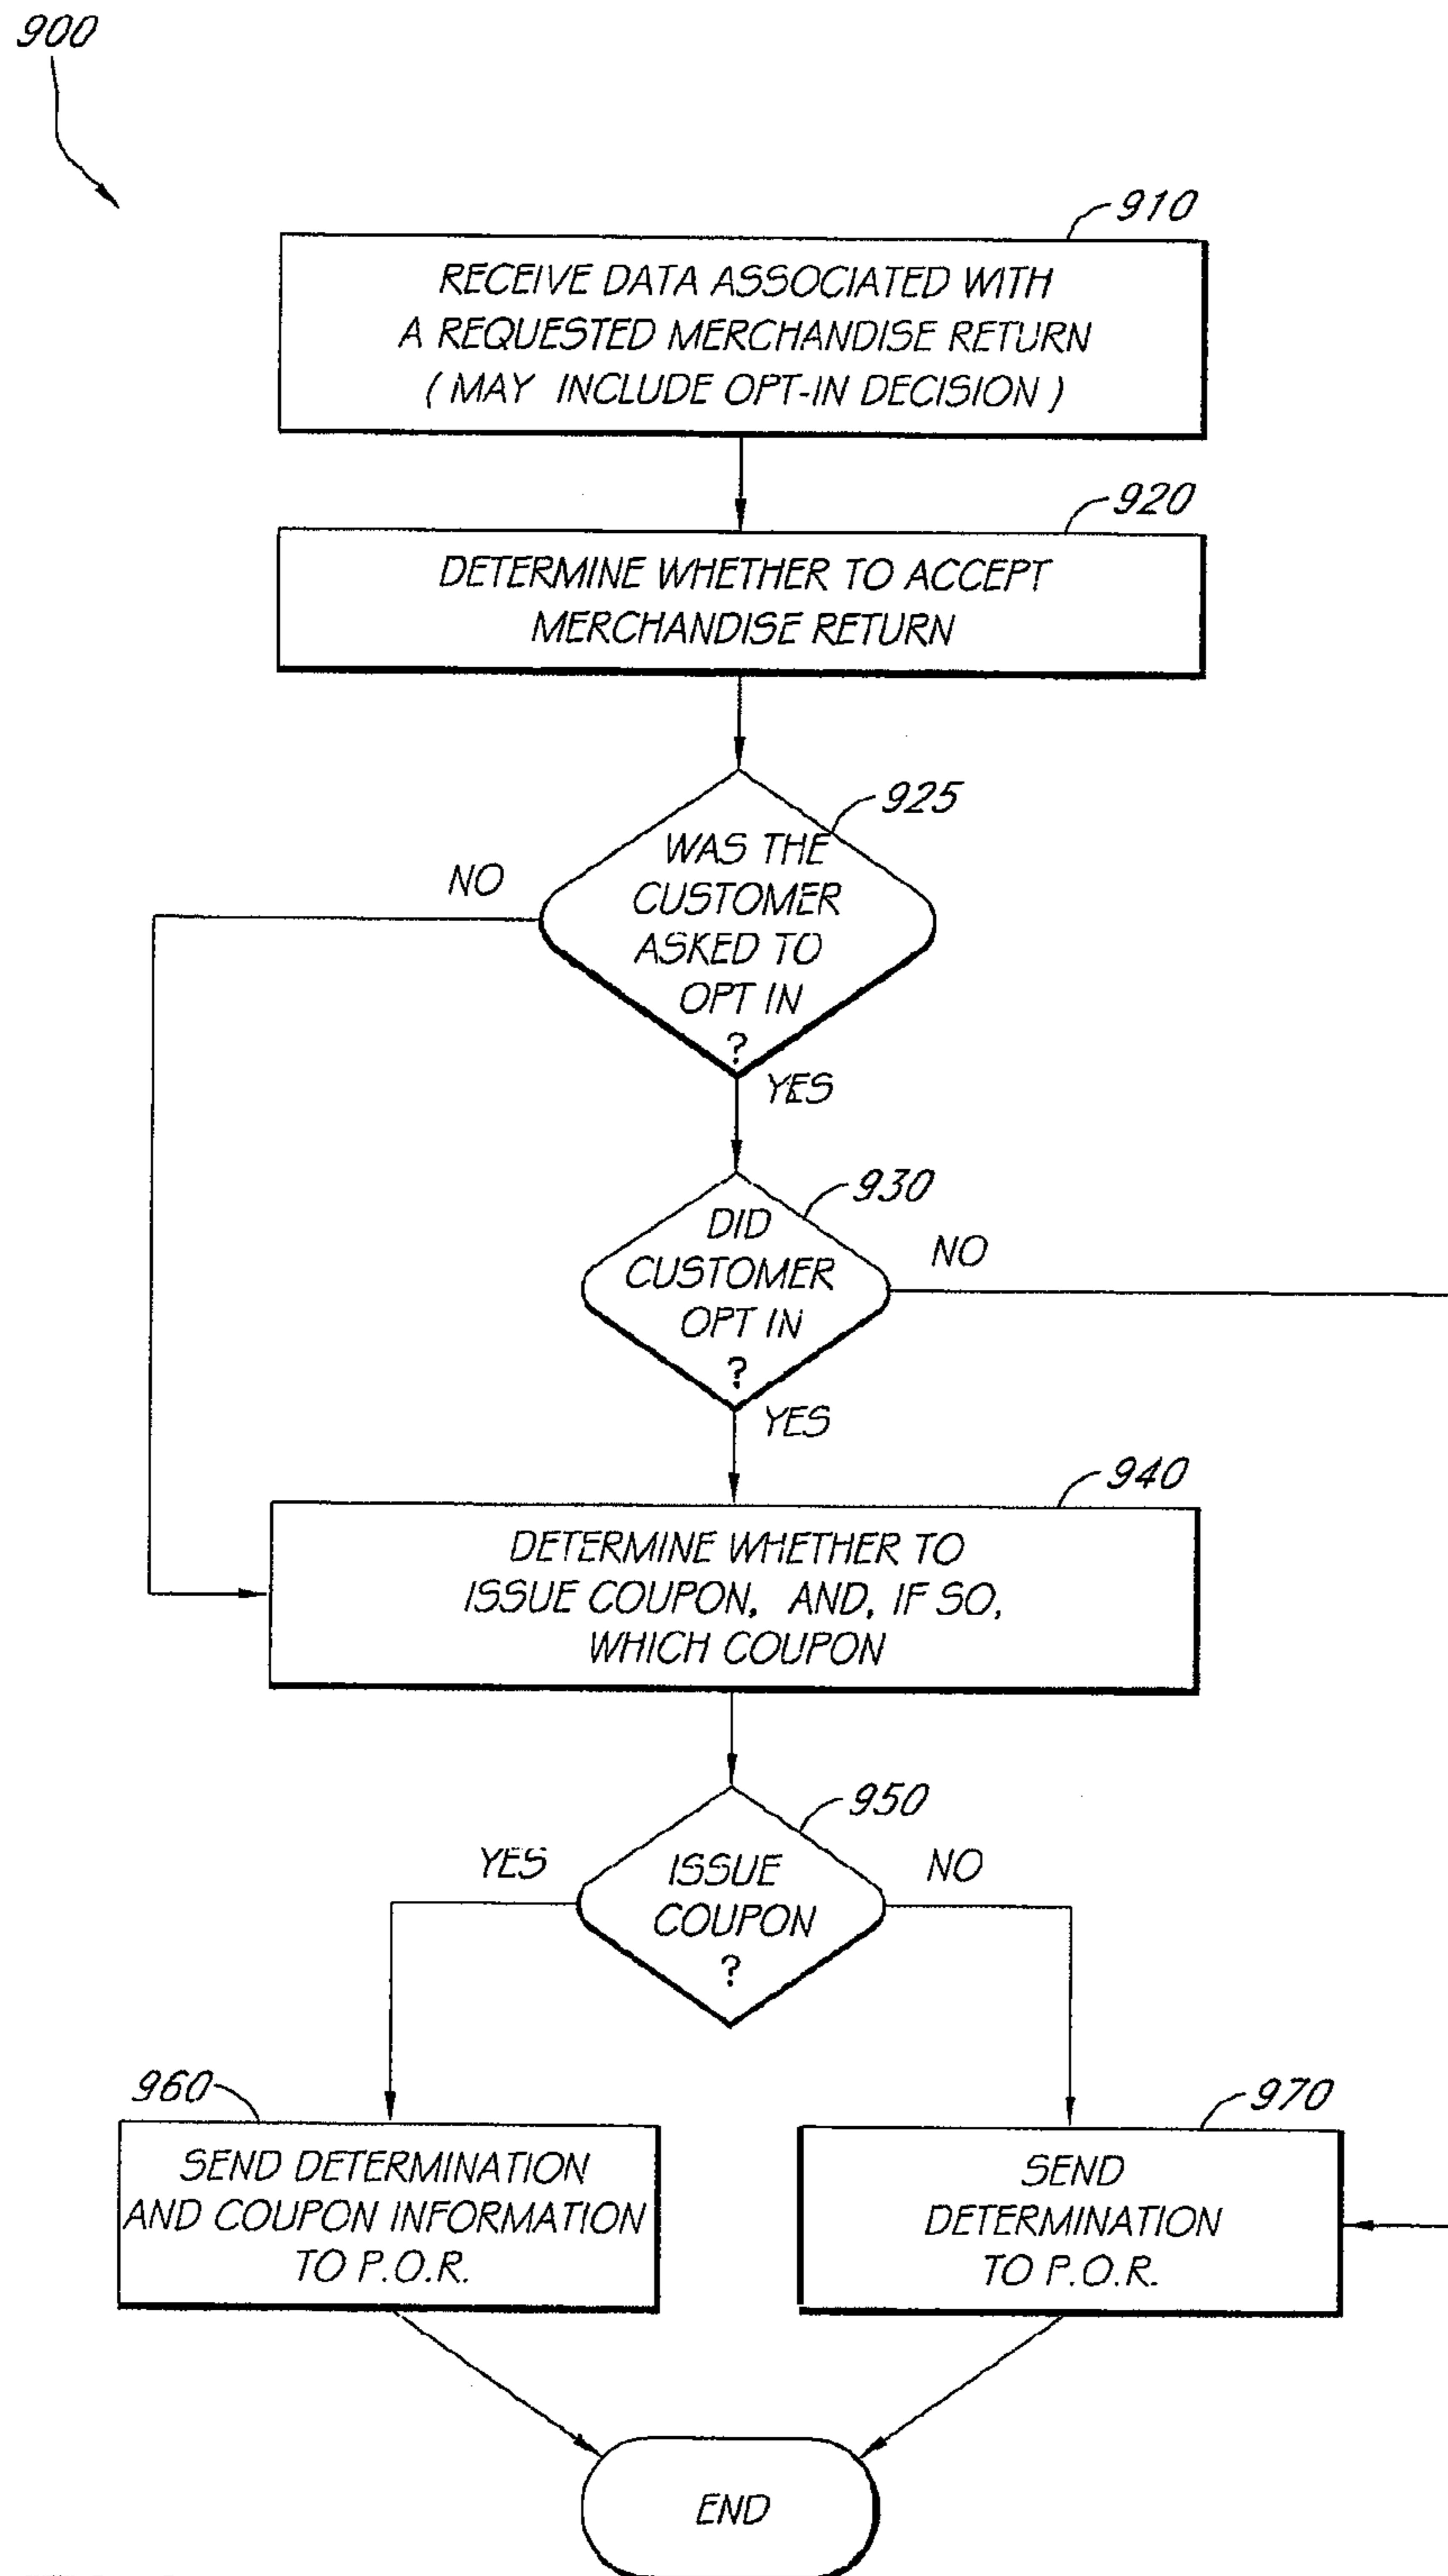 900
910
RECEIVE DATA ASSOCIATED WITH
A REQUESTED MERCHANDISE RETURN
( MAY INCLUDE OPT-IN DECISION )
920
DETERMINE WHETHER TO ACCEPT
MERCHANDISE RETURN
925
WAS THE
CUSTOMER
ASKED TO
OPT IN
?
NO
YES
930
DID
CUSTOMER
OPT IN
?
NO
YES
940
DETERMINE WHETHER TO
ISSUE COUPON, AND, IF SO,
WHICH COUPON
950
ISSUE
COUPON
?
YES
NO
960
SEND DETERMINATION
AND COUPON INFORMATION
TO P.O.R.
970
SEND
DETERMINATION
TO P.O.R.
END